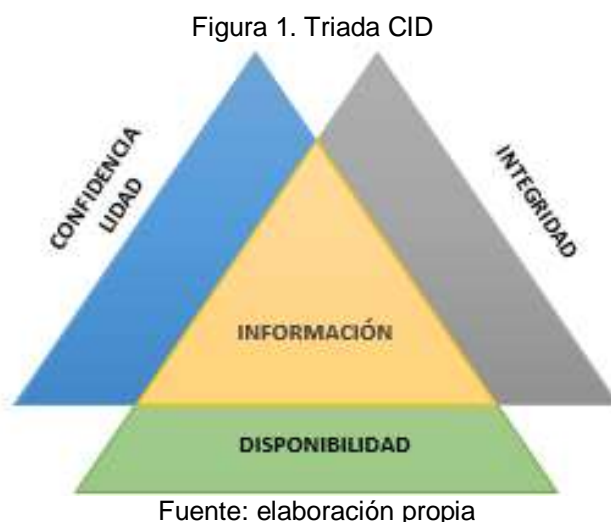 Figura 1. Triada CID
CONFIDENCIA
LIDAD
INTEGRIDAD
INFORMACIÓN
DISPONIBILIDAD
Fuente: elaboración propia